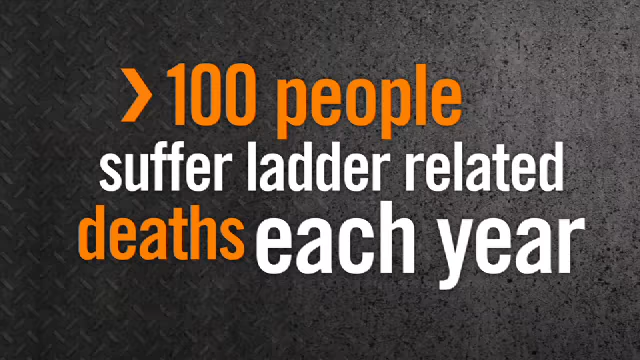 > 100 people
suffer ladder related
deaths each year